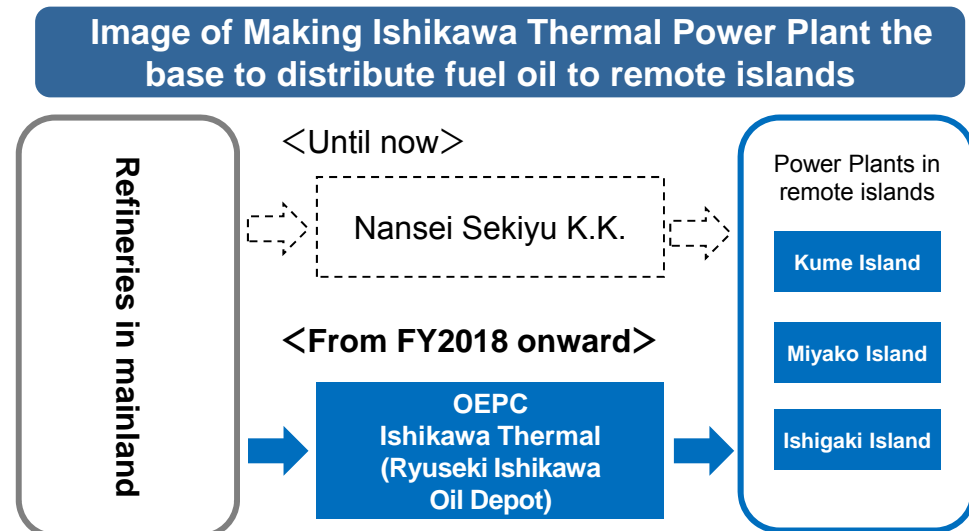 Image of Making Ishikawa Thermal Power Plant the
base to distribute fuel oil to remote islands
Refineries in mainland
＜Until now＞
Nansei Sekiyu K.K.
＜From FY2018 onward＞
OEPC
Ishikawa Thermal
(Ryuseki Ishikawa
Oil Depot)
Power Plants in
remote islands
Kume Island
Miyako Island
Ishigaki Island